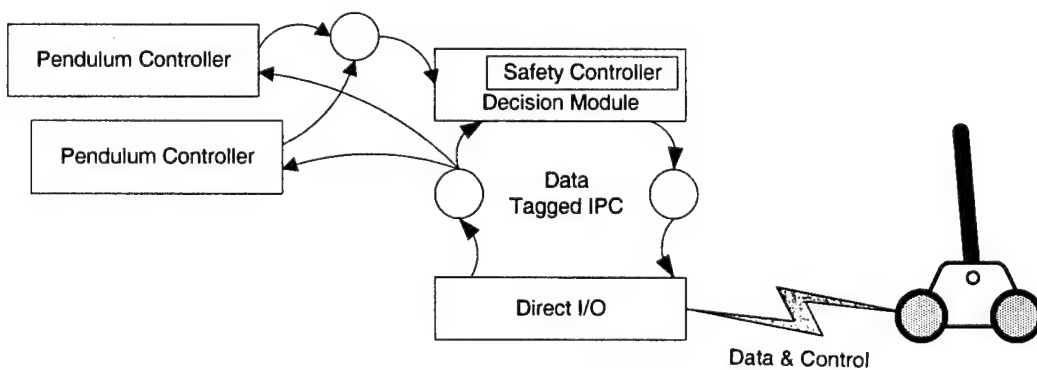 Pendulum Controller
Safety Controller
Decision Module
Pendulum Controller
Data
Tagged IPC
Direct I/O
Data & Control